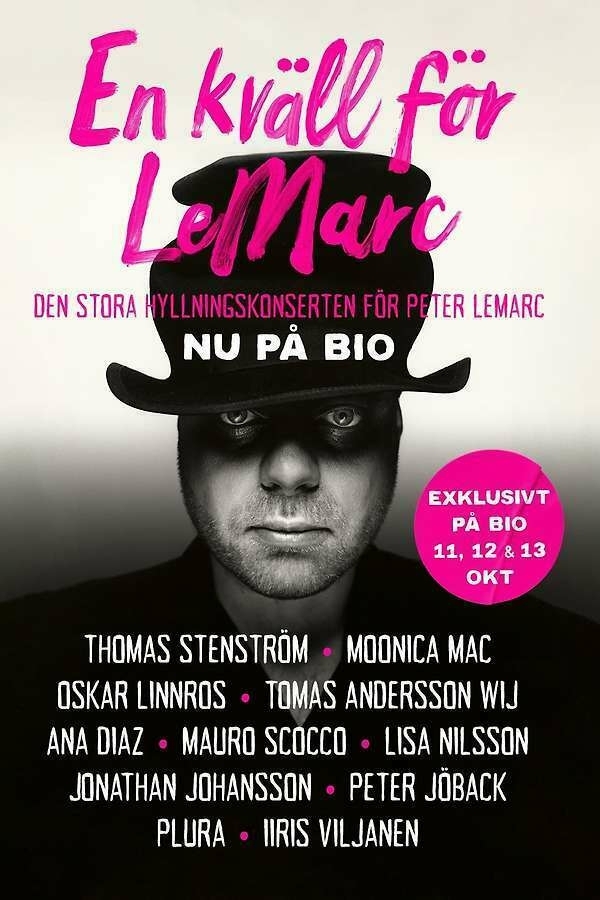 En kväll för
LeMarc
DEN STORA HYLLNINGSKONSERTEN FÖR PETER LEMARC
NU PÅ BIO
EXKLUSIVT
PÅ BIO
11, 12 & 13
OKT
THOMAS STENSTRÖM • MOONICA MAC
OSKAR LINNROS • TOMAS ANDERSSON WIJ
ANA DIAZ • MAURO SCOCCO • LISA NILSSON
JONATHAN JOHANSSON • PETER JÖBACK
PLURA • IIRIS VILJANEN